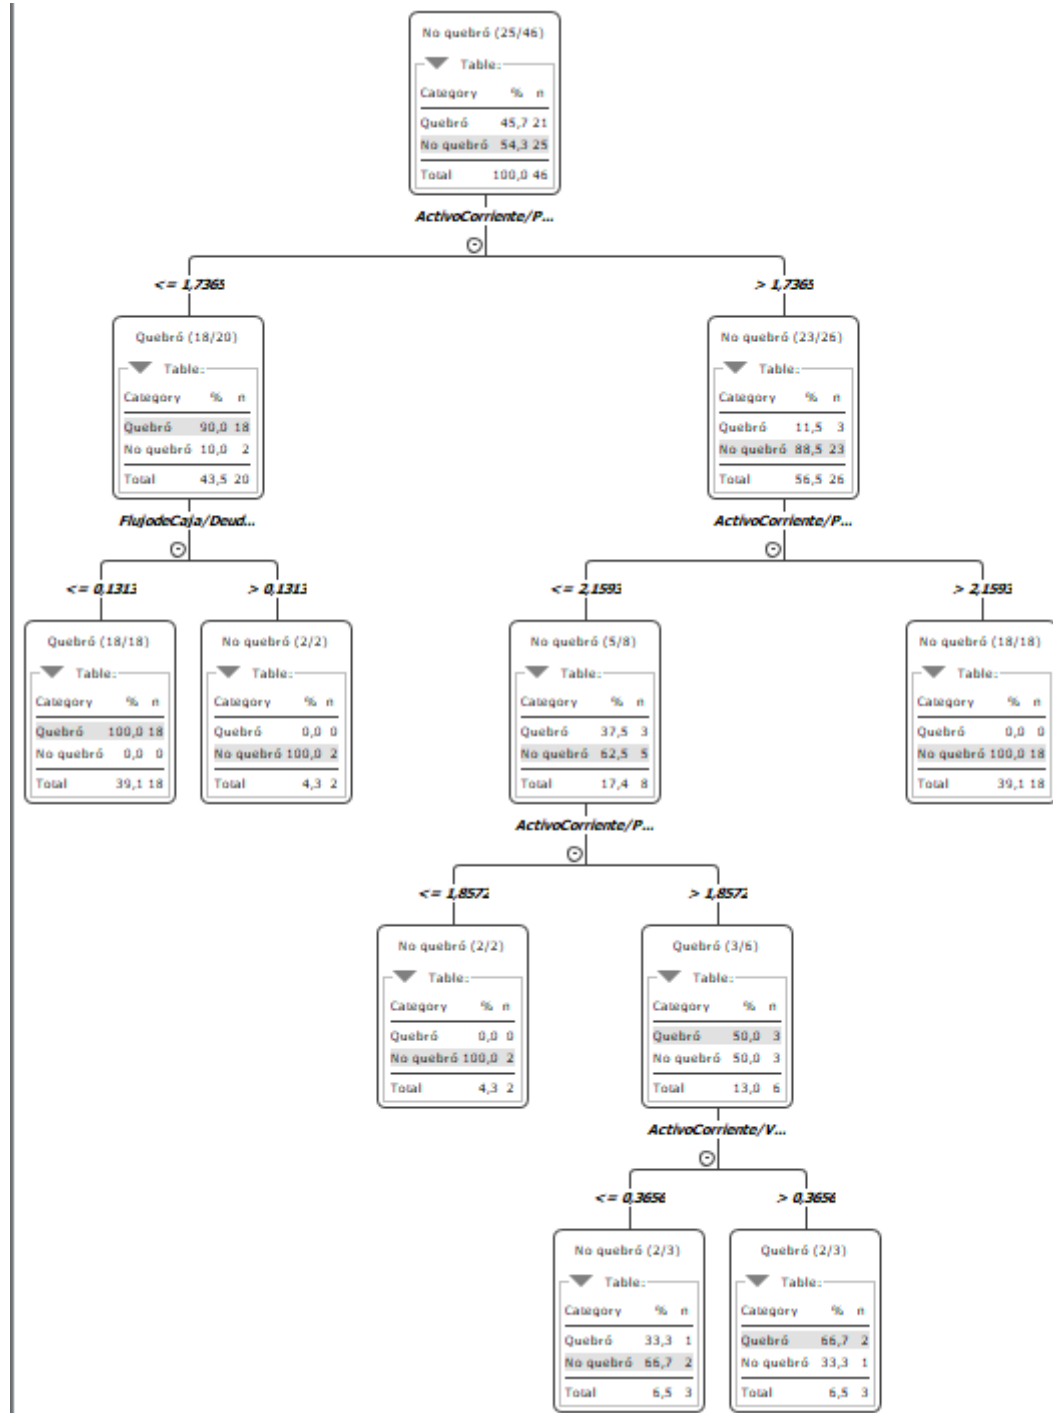 No quebró (25/46)
Table:
Category % n
Quebró 45,7 21
No quebró 54,3 25
Total 100,0 46
ActivoCorriente/P...
<= 1,7365
> 1,7365
Quebró (18/20)
Table:
Category % n
Quebró 90,0 18
No quebró 10,0 2
Total 43,5 20
FlujodeCaja/Deud...
No quebró (23/26)
Table:
Category % n
Quebró 11,5 3
No quebró 88,5 23
Total 56,5 26
ActivoCorriente/P...
<= 0,1313
> 0,1313
<= 2,1593
> 2,1593
Quebró (18/18)
Table:
Category % n
Quebró 100,0 18
No quebró 0,0 0
Total 39,1 18
No quebró (2/2)
Table:
Category % n
Quebró 0,0 0
No quebró 100,0 2
Total 4,3 2
No quebró (5/8)
Table:
Category % n
Quebró 37,5 3
No quebró 62,5 5
Total 17,4 8
ActivoCorriente/P...
No quebró (18/18)
Table:
Category % n
Quebró 0,0 0
No quebró 100,0 18
Total 39,1 18
<= 1,8572
> 1,8572
No quebró (2/2)
Table:
Category % n
Quebró 0,0 0
No quebró 100,0 2
Total 4,3 2
Quebró (3/6)
Table:
Category % n
Quebró 50,0 3
No quebró 50,0 3
Total 13,0 6
ActivoCorriente/V...
<= 0,3656
> 0,3656
No quebró (2/3)
Table:
Category % n
Quebró 33,3 1
No quebró 66,7 2
Total 6,5 3
Quebró (2/3)
Table:
Category % n
Quebró 66,7 2
No quebró 33,3 1
Total 6,5 3